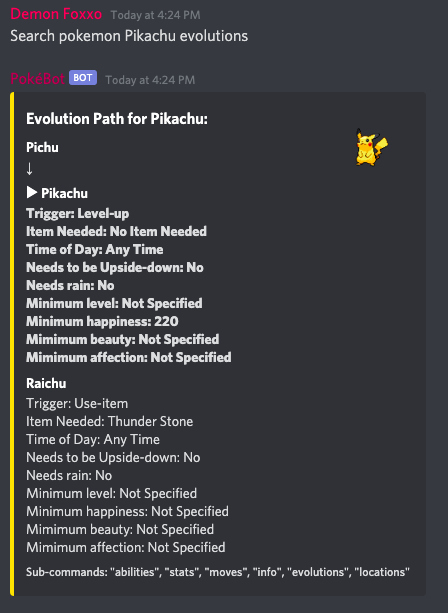 Demon Foxxo Today at 4:24 PM
Search pokemon Pikachu evolutions
PokéBot BOT Today at 4:24 PM
Evolution Path for Pikachu:
Pichu
↓
▶ Pikachu
Trigger: Level-up
Item Needed: No Item Needed
Time of Day: Any Time
Needs to be Upside-down: No
Needs rain: No
Minimum level: Not Specified
Minimum happiness: 220
Mimimum beauty: Not Specified
Mimimum affection: Not Specified
Raichu
Trigger: Use-item
Item Needed: Thunder Stone
Time of Day: Any Time
Needs to be Upside-down: No
Needs rain: No
Minimum level: Not Specified
Minimum happiness: Not Specified
Mimimum beauty: Not Specified
Mimimum affection: Not Specified
Sub-commands: "abilities", "stats", "moves", "info", "evolutions", "locations"